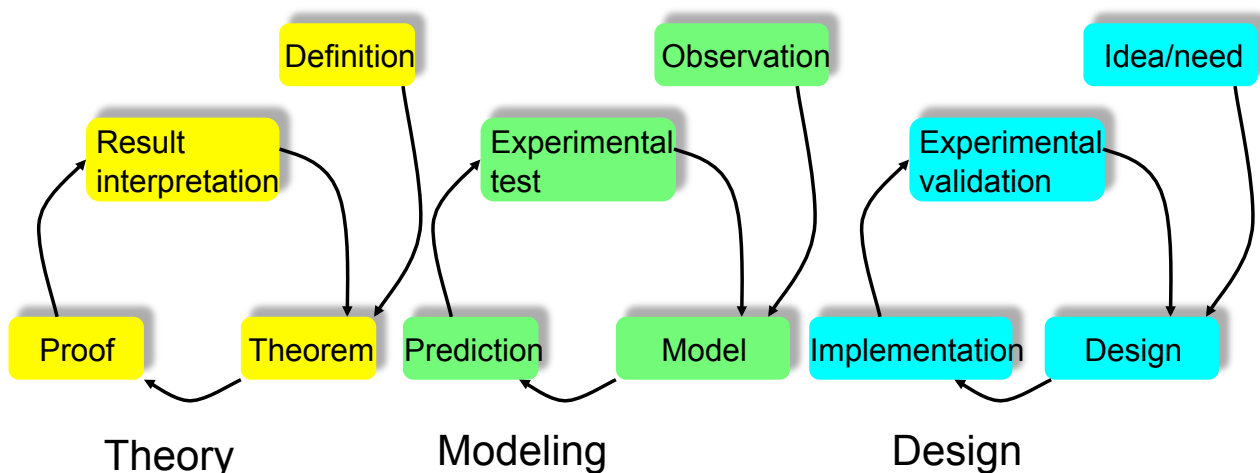 Definition
Result
interpretation
Proof
Theorem
Theory
Observation
Experimental
test
Prediction
Model
Modeling
Idea/need
Experimental
validation
Implementation
Design
Design